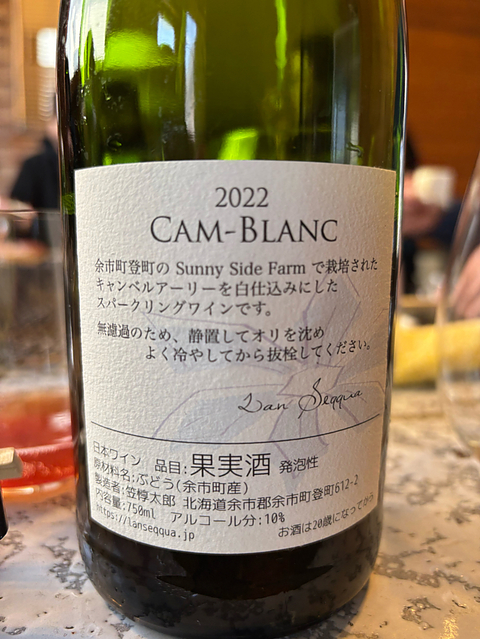 2022
CAM-BLANC
余市町登町の Sunny Side Farm で栽培された
キャンベルアーリーを白仕込みにした
スパークリングワインです。
無濾過のため、静置してオリを沈め
よく冷やしてから抜栓してください。
Lan Seqqua
日本ワイン 品目:果実酒 発泡性
原材料名:ぶどう(余市町産)
製造者:笠惇太郎 北海道余市郡余市町登町612-2
内容量:750ml アルコール分:10%
https://lanseqqua.jp お酒は20歳になってから